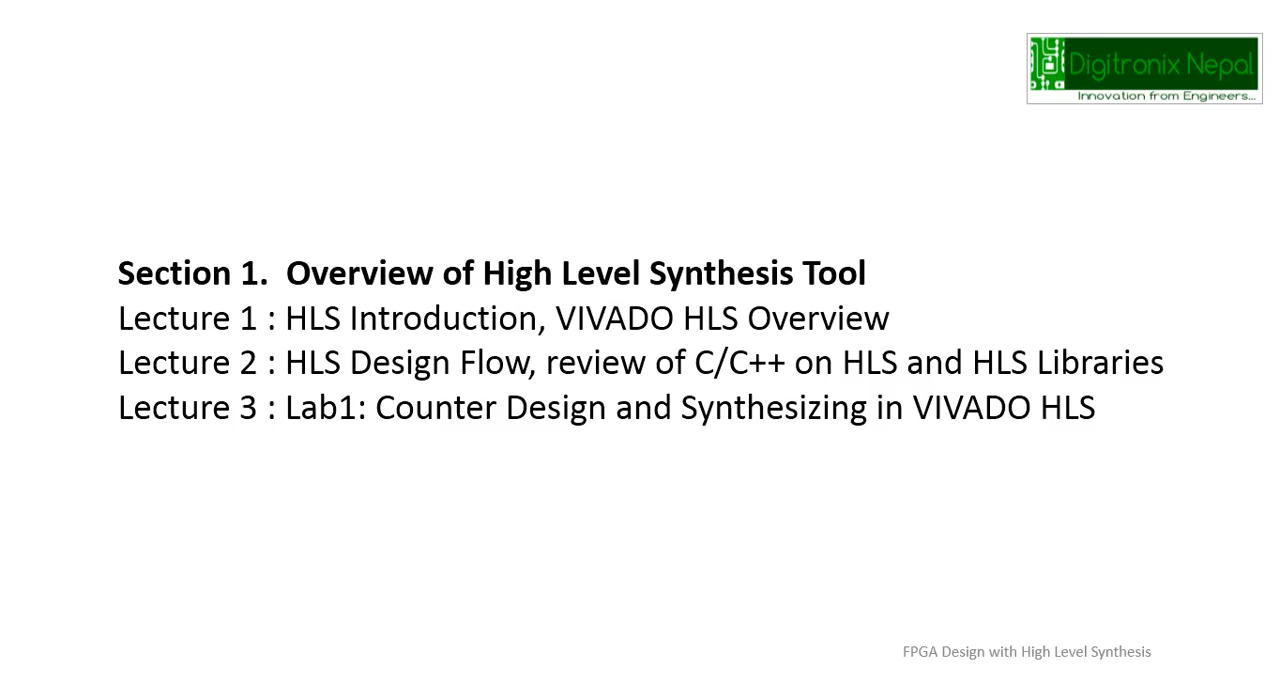 Digitronix Nepal
Innovation from Engineers...
Section 1. Overview of High Level Synthesis Tool
Lecture 1 : HLS Introduction, VIVADO HLS Overview
Lecture 2 : HLS Design Flow, review of C/C++ on HLS and HLS Libraries
Lecture 3 : Lab1: Counter Design and Synthesizing in VIVADO HLS
FPGA Design with High Level Synthesis